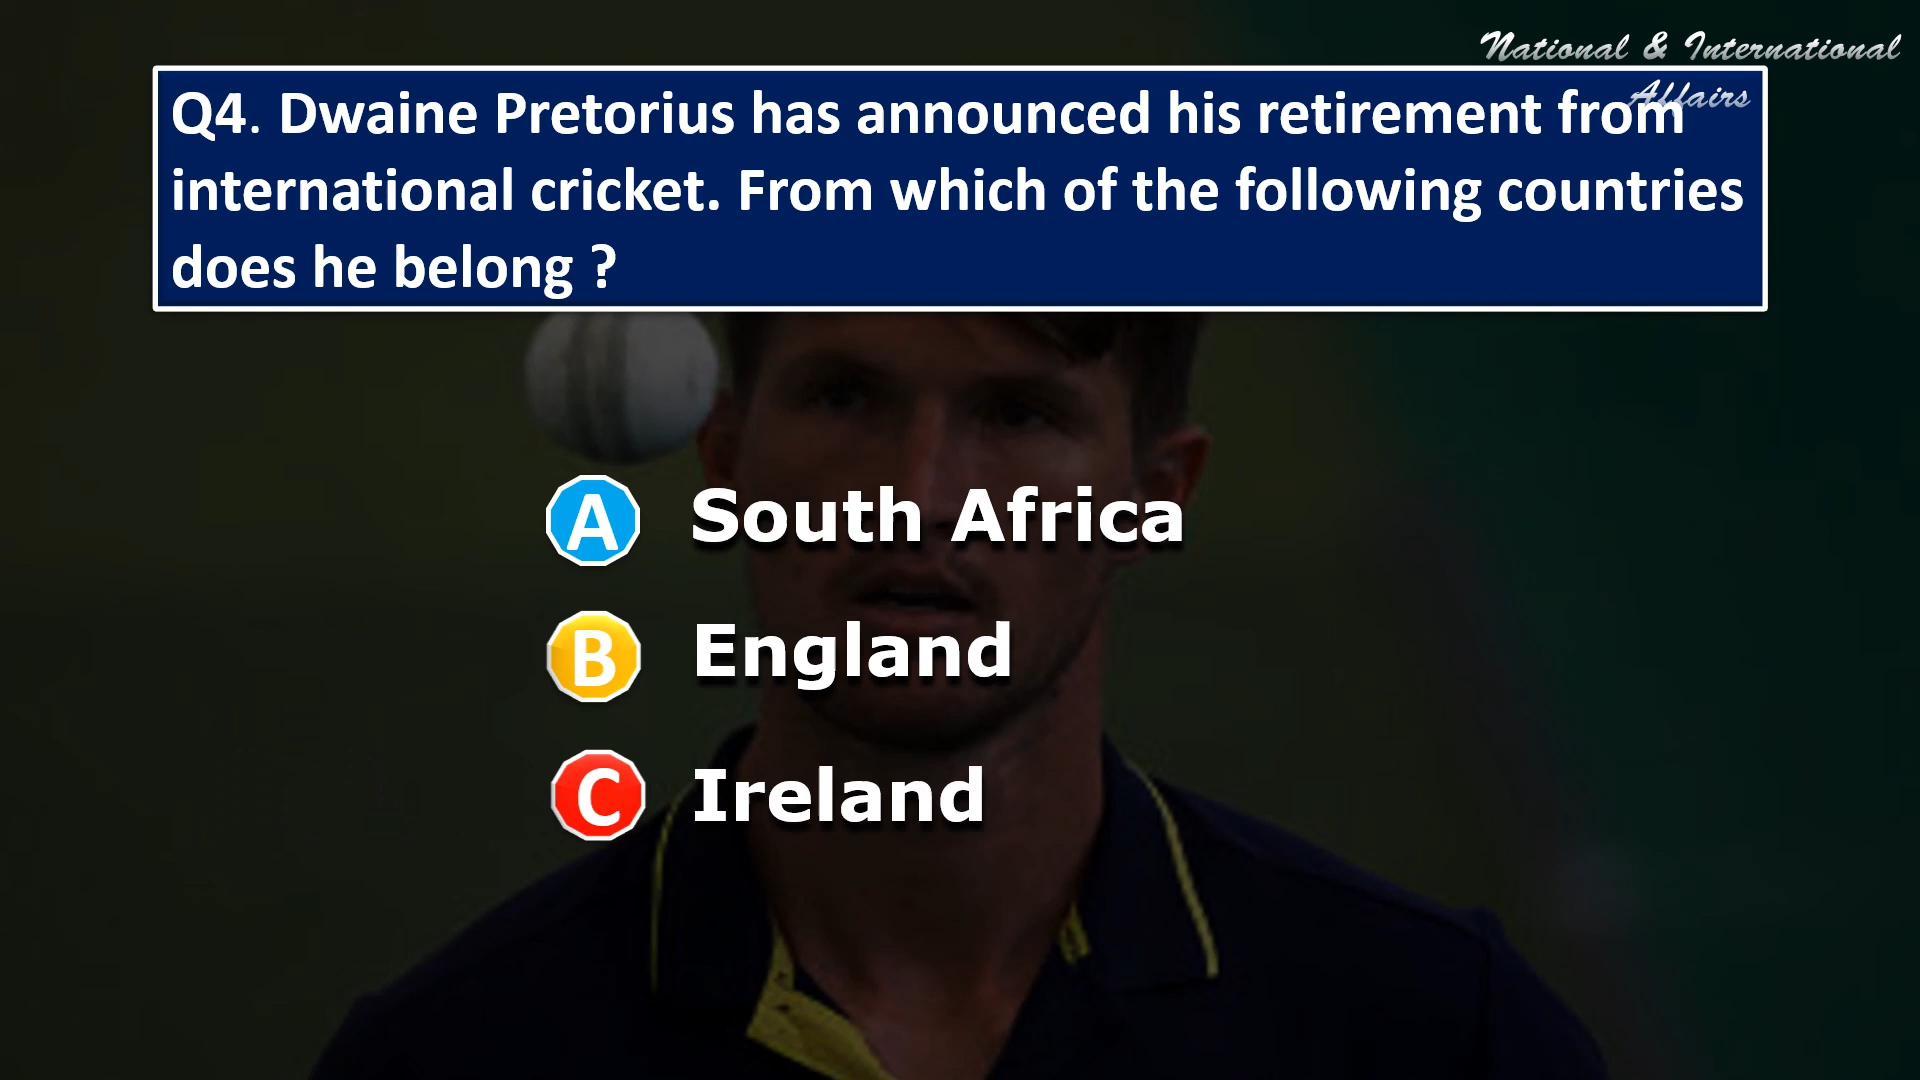 National & International
Affairs
Q4. Dwaine Pretorius has announced his retirement from
international cricket. From which of the following countries
does he belong ?
A South Africa
B England
C Ireland